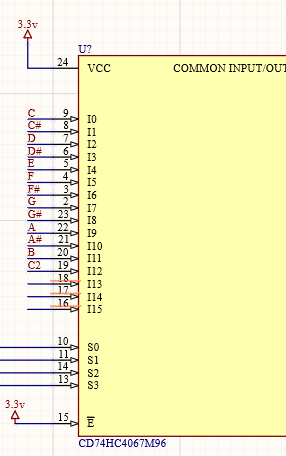 3.3v
U?
24 VCC COMMON INPUT/OUT
C 9 I0
C# 8 I1
D 7 I2
D# 6 I3
E 5 I4
F 4 I5
F# 3 I6
G 2 I7
G# 23 I8
A 22 I9
A# 21 I10
B 20 I11
C2 19 I12
18 I13
17 I14
16 I15
10 S0
11 S1
14 S2
13 S3
3.3v
15 E
CD74HC4067M96